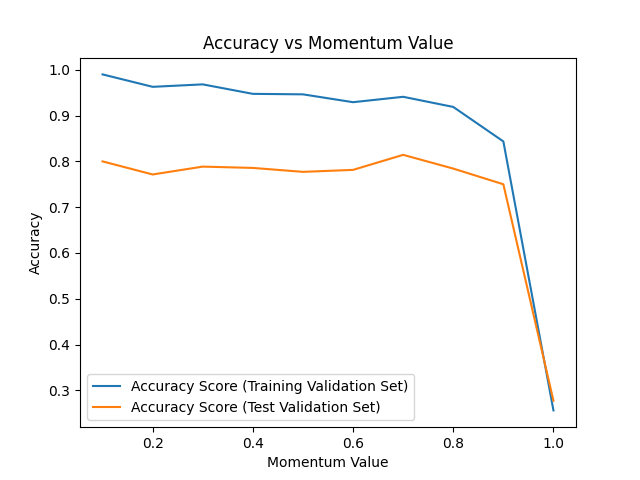 Accuracy vs Momentum Value
1.0
0.9
0.8
0.7
0.6
0.5
0.4
0.3
Accuracy
Accuracy Score (Training Validation Set)
Accuracy Score (Test Validation Set)
0.2 0.4 0.6 0.8 1.0
Momentum Value